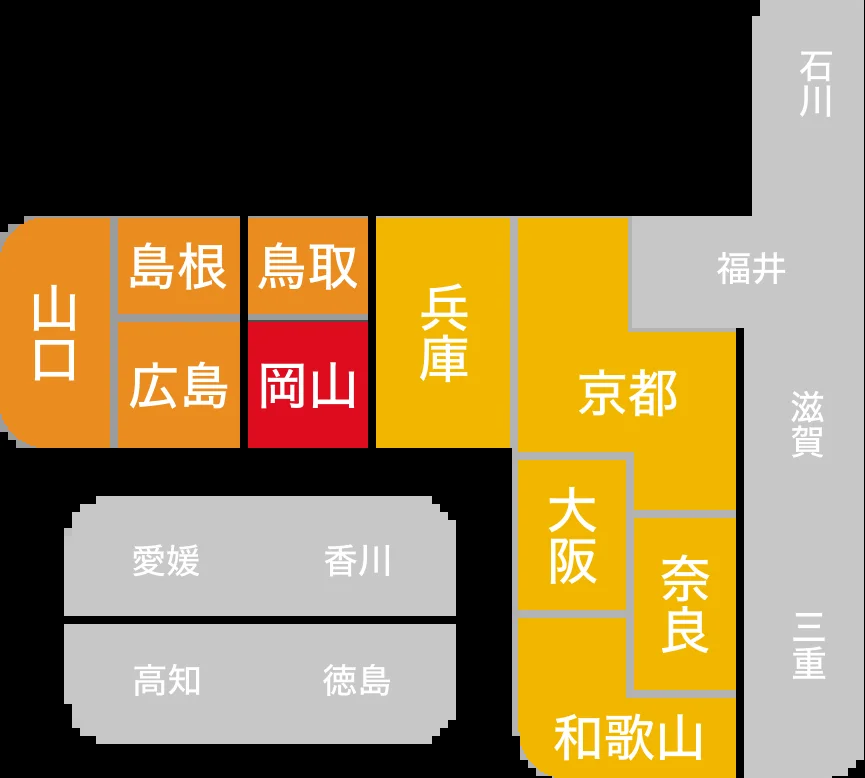 石川
福井
島根
鳥取
山口
兵庫
広島
岡山
京都
滋賀
大阪
奈良
愛媛
香川
三重
高知
徳島
和歌山